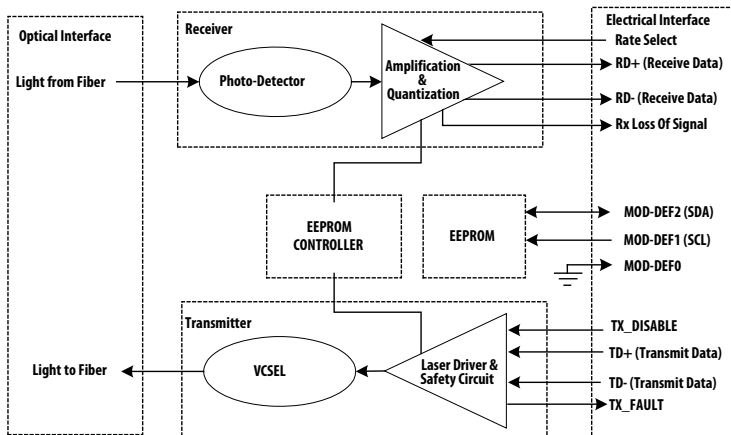 Optical Interface
Receiver
Electrical Interface
Rate Select
Light from Fiber
Photo-Detector
Amplification
&
Quantization
RD+ (Receive Data)
RD- (Receive Data)
Rx Loss Of Signal
EEPROM
CONTROLLER
EEPROM
MOD-DEF2 (SDA)
MOD-DEF1 (SCL)
MOD-DEF0
Transmitter
TX_DISABLE
Light to Fiber
VCSEL
Laser Driver &
Safety Circuit
TD+ (Transmit Data)
TD- (Transmit Data)
TX_FAULT